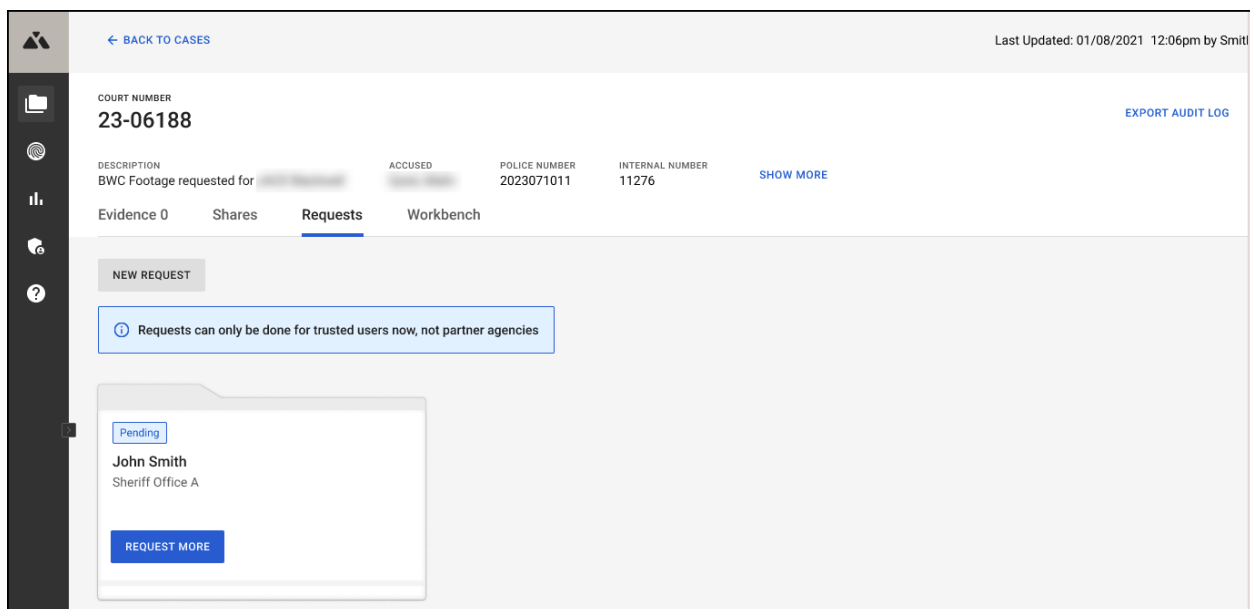 ← BACK TO CASES
Last Updated: 01/08/2021 12:06pm by
COURT NUMBER
23-06188
EXPORT AUDIT LOG
DESCRIPTION ACCUSED POLICE NUMBER INTERNAL NUMBER
BWC Footage requested for 2023071011 11276
SHOW MORE
Evidence 0 Shares Requests Workbench
NEW REQUEST
Requests can only be done for trusted users now, not partner agencies
Pending
John Smith
Sheriff Office A
REQUEST MORE